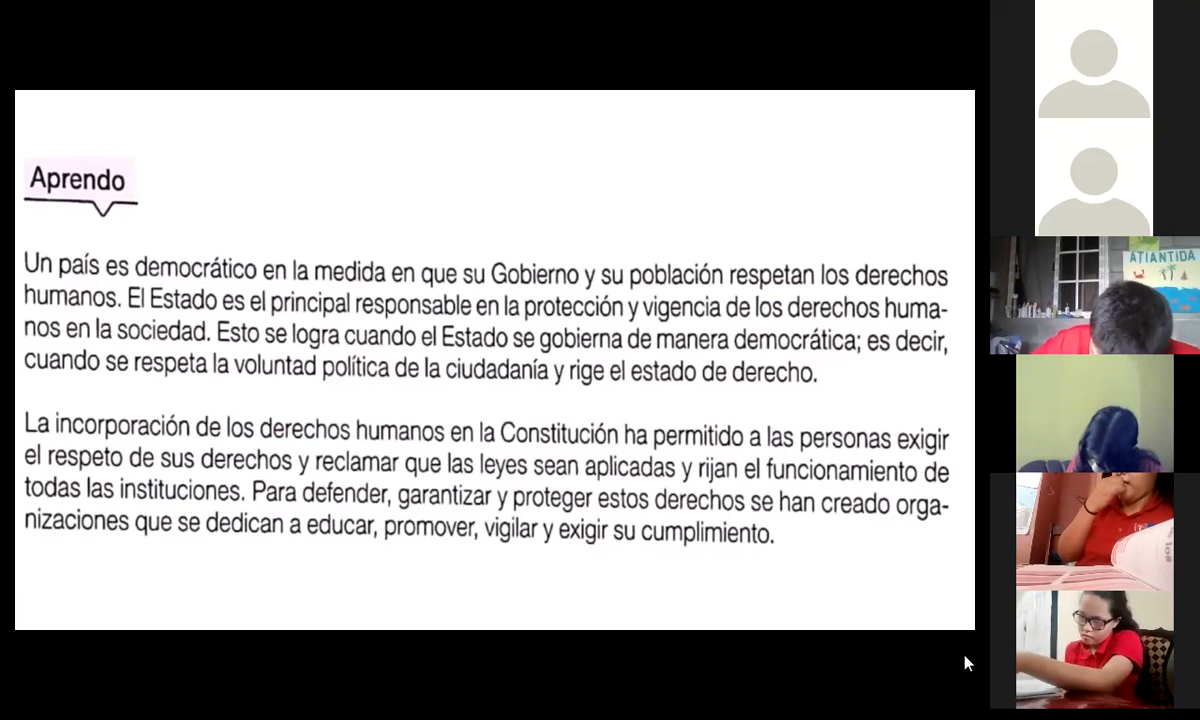 Aprendo
Un país es democrático en la medida en que su Gobierno y su población respetan los derechos
humanos. El Estado es el principal responsable en la protección y vigencia de los derechos huma-
nos en la sociedad. Esto se logra cuando el Estado se gobierna de manera democrática; es decir,
cuando se respeta la voluntad política de la ciudadanía y rige el estado de derecho.
La incorporación de los derechos humanos en la Constitución ha permitido a las personas exigir
el respeto de sus derechos y reclamar que las leyes sean aplicadas y rijan el funcionamiento de
todas las instituciones. Para defender, garantizar y proteger estos derechos se han creado orga-
nizaciones que se dedican a educar, promover, vigilar y exigir su cumplimiento.
ATLANTIDA